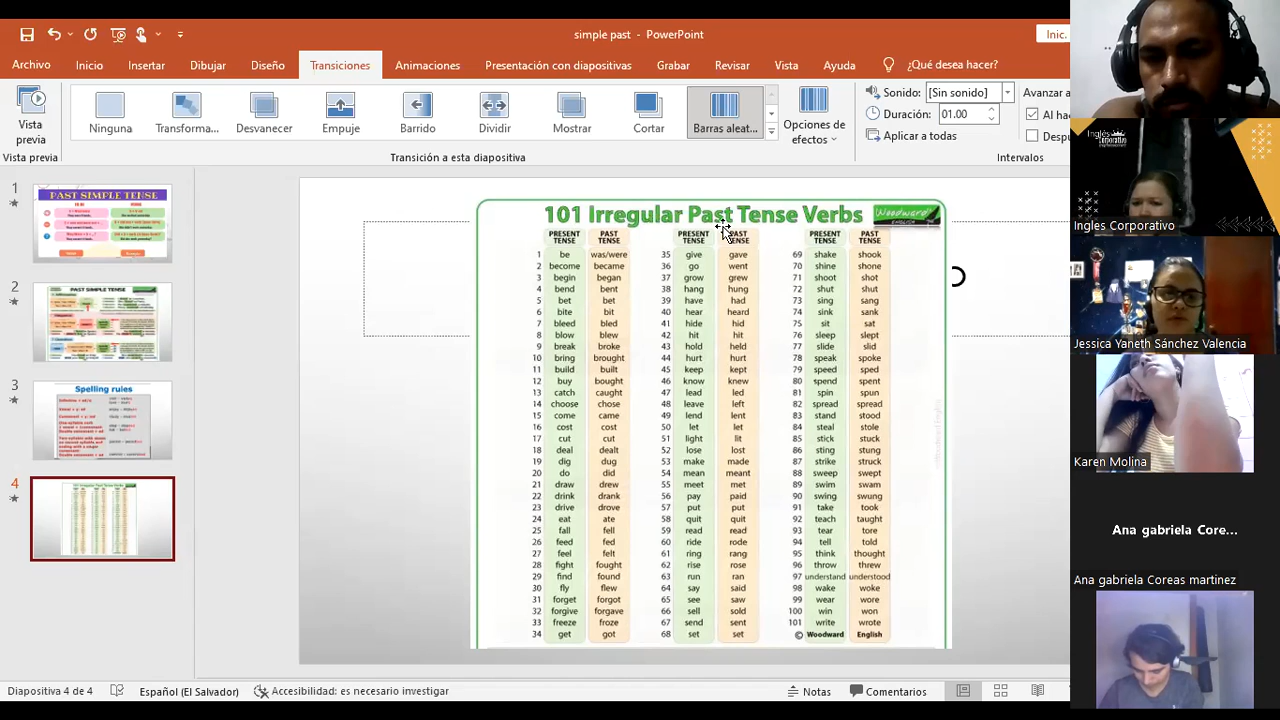 simple past - PowerPoint
Inic.
Archivo Inicio Insertar Dibujar Diseño Transiciones Animaciones Presentación con diapositivas Grabar Revisar Vista Ayuda ¿Qué desea hacer?
Vista previa
Ninguna Transforma... Desvanecer Empuje Barrido Dividir Mostrar Cortar Barras aleat... Opciones de efectos
Sonido: [Sin sonido]
Duración: 01.00
Aplicar a todas
Avanzar a
Al ha
Despu
Vista previa Transición a esta diapositiva Intervalos
1
PAST SIMPLE TENSE
2
PAST SIMPLE TENSE
3
Spelling rules
4
101 Irregular Past Tense Verbs Woodward ENGLISH
PRESENT TENSE PAST TENSE PRESENT TENSE PAST TENSE PRESENT TENSE PAST TENSE
1 be was/were 35 give gave 69 shake shook
2 become became 36 go went 70 shine shone
3 begin began 37 grow grew 71 shoot shot
4 bend bent 38 hang hung 72 shut shut
5 bet bet 39 have had 72 sing sang
6 bite bit 40 hear heard 74 sink sank
7 bleed bled 41 hide hid 75 sit sat
8 blow blew 42 hit hit 76 sleep slept
9 break broke 43 hold held 77 slide slid
10 bring brought 44 hurt hurt 78 speak spoke
11 build built 45 keep kept 79 speed sped
12 buy bought 46 know knew 80 spend spent
13 catch caught 47 lead led 81 spin spun
14 choose chose 48 leave left 82 spread spread
15 come came 49 lend lent 83 stand stood
16 cost cost 50 let let 84 steal stole
17 cut cut 51 light lit 85 stick stuck
18 deal dealt 52 lose lost 86 sting stung
19 dig dug 53 make made 87 strike struck
20 do did 54 mean meant 88 sweep swept
21 draw drew 55 meet met 89 swim swam
22 drink drank 56 pay paid 90 swing swung
23 drive drove 57 put put 91 take took
24 eat ate 58 quit quit 92 teach taught
25 fall fell 59 read read 93 tear tore
26 feed fed 60 ride rode 94 tell told
27 feel felt 61 ring rang 95 think thought
28 fight fought 62 rise rose 96 throw threw
29 find found 63 run ran 97 understand understood
30 fly flew 64 say said 98 wake woke
31 forget forgot 65 see saw 99 wear wore
32 forgive forgave 66 sell sold 100 win won
33 freeze froze 67 send sent 101 write wrote
34 get got 68 set set © Woodward English
Diapositiva 4 de 4 Español (El Salvador) Accesibilidad: es necesario investigar Notas Comentarios
Inglés Corporativo
Ingles Corporativo
Jessica Yaneth Sánchez Valencia
Karen Molina
Ana gabriela Core...
Ana gabriela Coreas martinez